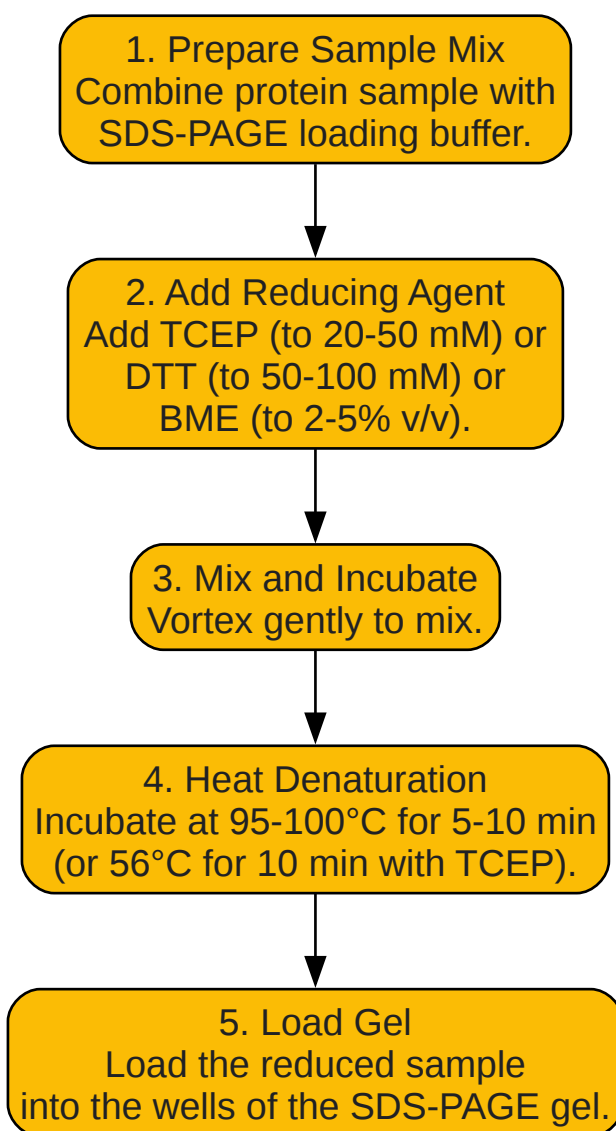 1. Prepare Sample Mix
Combine protein sample with
SDS-PAGE loading buffer.
2. Add Reducing Agent
Add TCEP (to 20-50 mM) or
DTT (to 50-100 mM) or
BME (to 2-5% v/v).
3. Mix and Incubate
Vortex gently to mix.
4. Heat Denaturation
Incubate at 95-100°C for 5-10 min
(or 56°C for 10 min with TCEP).
5. Load Gel
Load the reduced sample
into the wells of the SDS-PAGE gel.